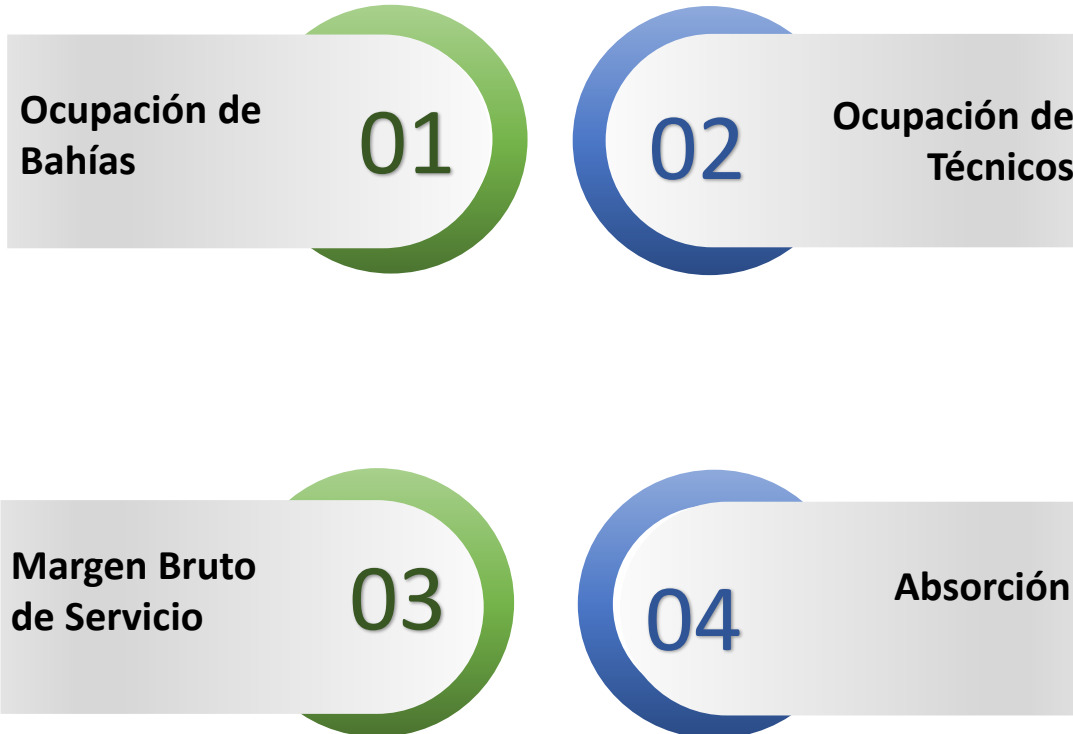 Ocupación de
Bahías
01
02
Ocupación de
Técnicos
Margen Bruto
de Servicio
03
04
Absorción